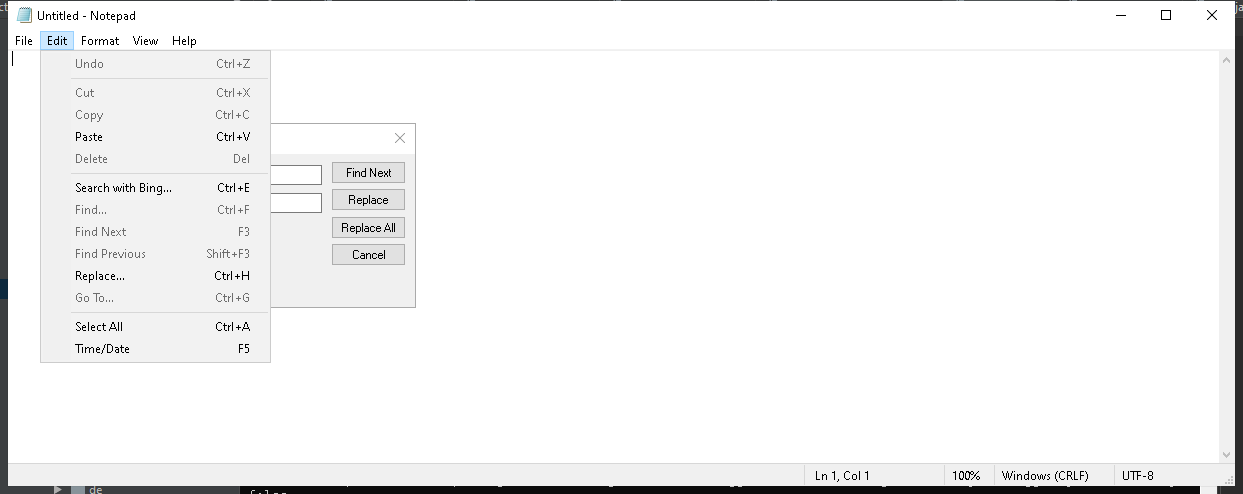 Untitled - Notepad
File Edit Format View Help
Undo Ctrl+Z
Cut Ctrl+X
Copy Ctrl+C
Paste Ctrl+V
Delete Del
Search with Bing... Ctrl+E
Find... Ctrl+F
Find Next F3
Find Previous Shift+F3
Replace... Ctrl+H
Go To... Ctrl+G
Select All Ctrl+A
Time/Date F5
Find Next
Replace
Replace All
Cancel
Ln 1, Col 1 100% Windows (CRLF) UTF-8
de